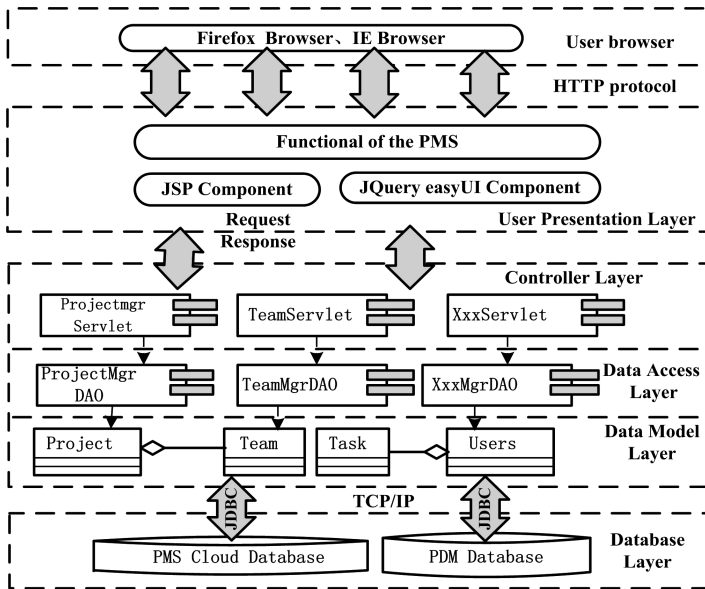 Firefox Browser、IE Browser
User browser
HTTP protocol
Functional of the PMS
JSP Component
JQuery easyUI Component
User Presentation Layer
Request
Response
Controller Layer
Projectmgr
Servlet
TeamServlet
XxxServlet
ProjectMgr
DAO
TeamMgrDAO
XxxMgrDAO
Data Access
Layer
Project
Team
Task
Users
Data Model
Layer
JDBC
TCP/IP
JDBC
PMS Cloud Database
PDM Database
Database
Layer